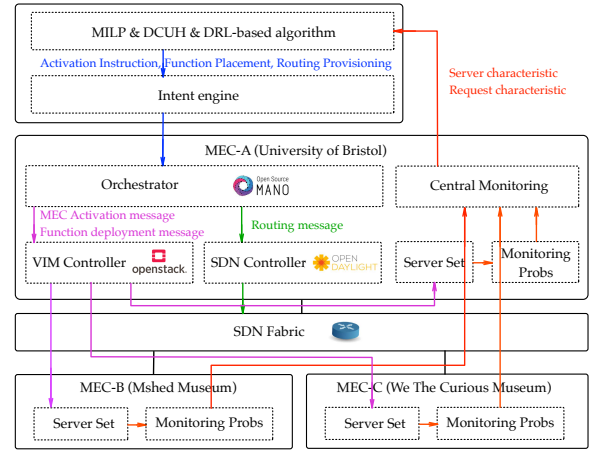 MILP & DCUH & DRL-based algorithm
Activation Instruction, Function Placement, Routing Provisioning
Intent engine
Server characteristic
Request characteristic
MEC-A (University of Bristol)
Orchestrator
Open Source
MANO
Central Monitoring
MEC Activation message
Function deployment message
Routing message
VIM Controller
openstack.
SDN Controller
OPEN
DAYLIGHT
Server Set
Monitoring
Probs
SDN Fabric
MEC-B (Mshed Museum)
Server Set
Monitoring Probs
MEC-C (We The Curious Museum)
Server Set
Monitoring Probs